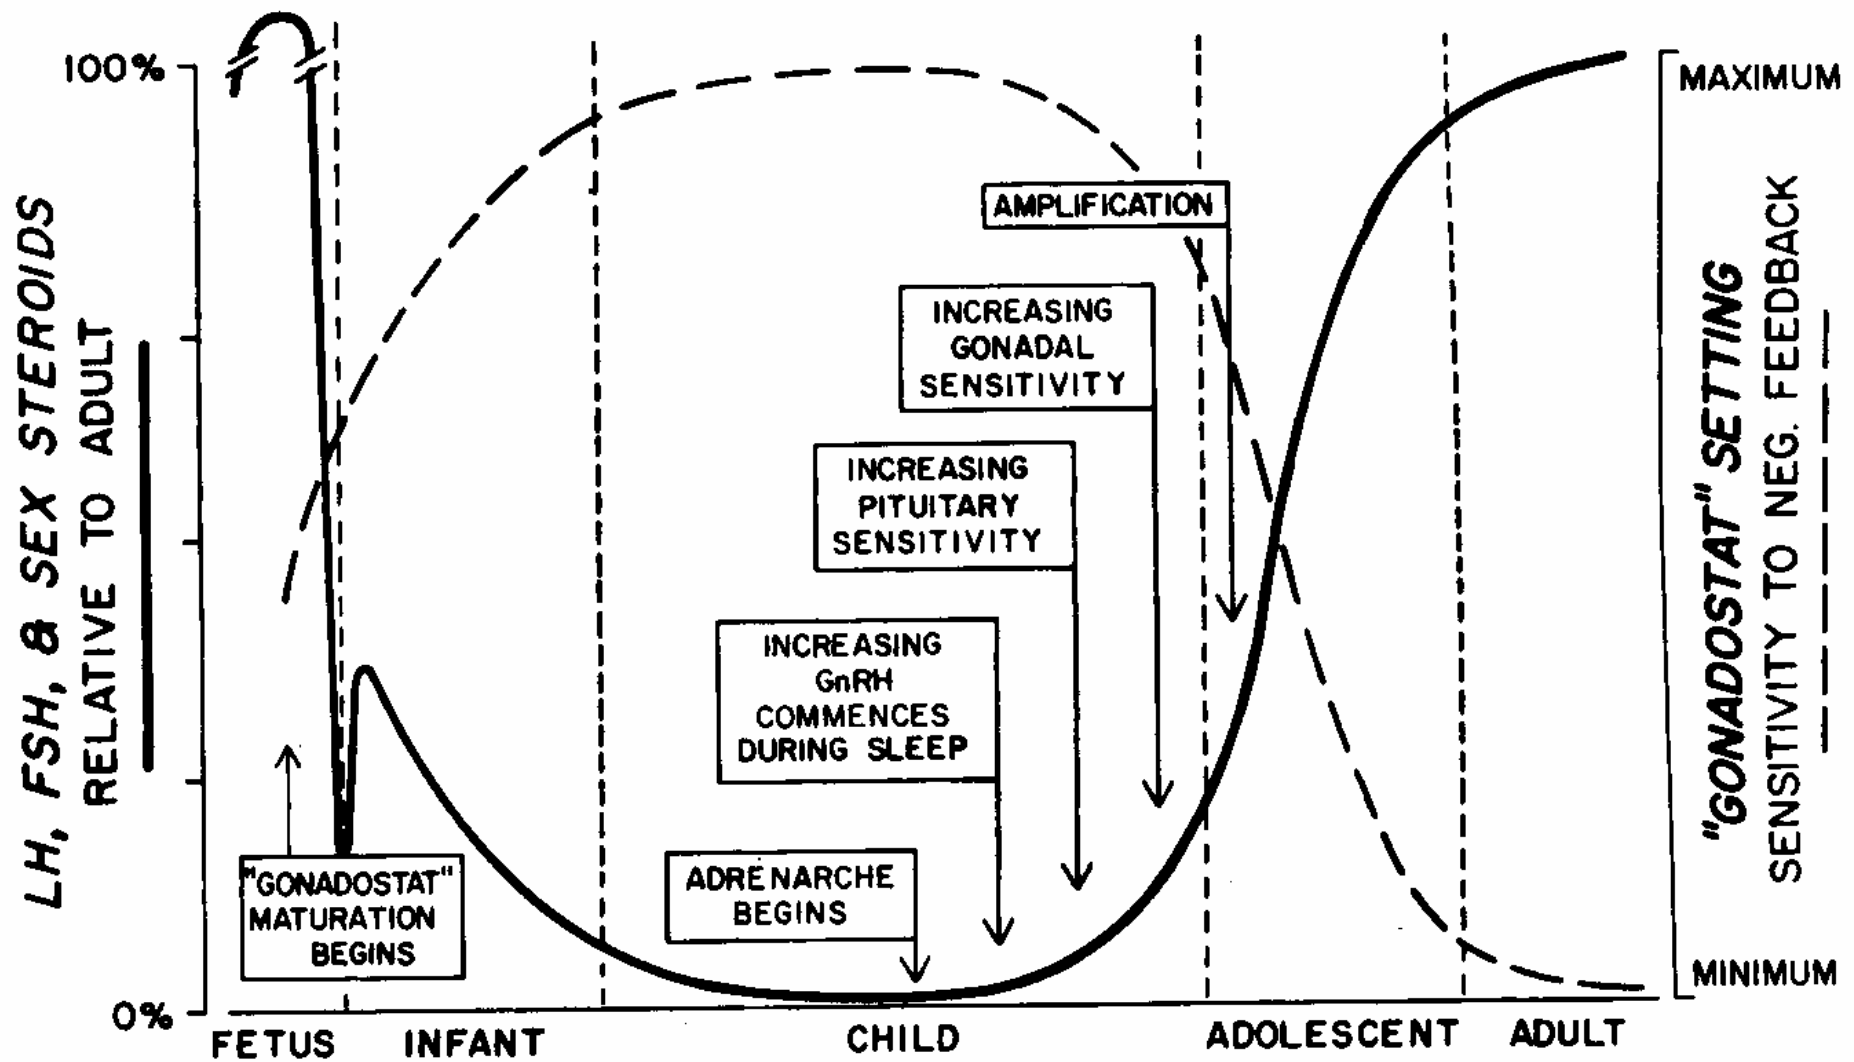 LH, FSH, & SEX STEROIDS
RELATIVE TO ADULT
100%
0%
"GONADOSTAT"
MATURATION
BEGINS
ADRENARCHE
BEGINS
INCREASING
GnRH
COMMENCES
DURING SLEEP
INCREASING
PITUITARY
SENSITIVITY
INCREASING
GONADAL
SENSITIVITY
AMPLIFICATION
FETUS
INFANT
CHILD
ADOLESCENT
ADULT
MAXIMUM
MINIMUM
"GONADOSTAT" SETTING
SENSITIVITY TO NEG. FEEDBACK